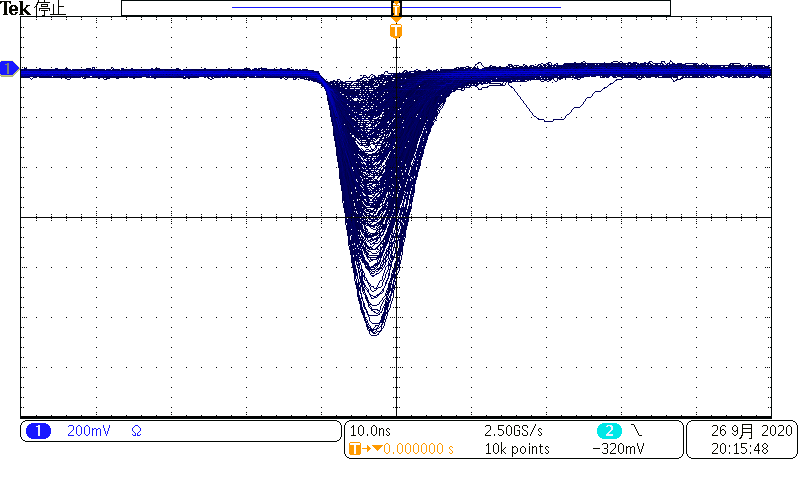 Tek 停止
T
T
1
1 200mV Ω
10.0ns 2.50GS/s 2 -320mV
T→▼0.000000 s 10k points
26 9月 2020
20:15:48